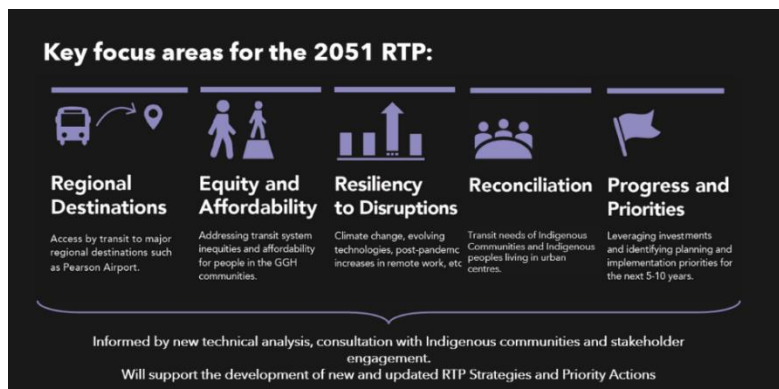 Key focus areas for the 2051 RTP:
Regional
Destinations
Access by transit to major
regional destinations such
as Pearson Airport.
Equity and
Affordability
Addressing transit system
inequities and affordability
for people in the GGH
communities.
Resiliency
to Disruptions
Climate change, evolving
technologies, post-pandemc
increases in remote work, etc
Reconciliation
Transit needs of Indigenous
Communities and Indigenous
peoples living in urban
centres.
Progress and
Priorities
Leveraging investments
and identifying planning and
implementation priorities for
the next 5-10 years.
Informed by new technical analysis, consultation with Indigenous communities and stakeholder
engagement.
Will support the development of new and updated RTP Strategies and Priority Actions